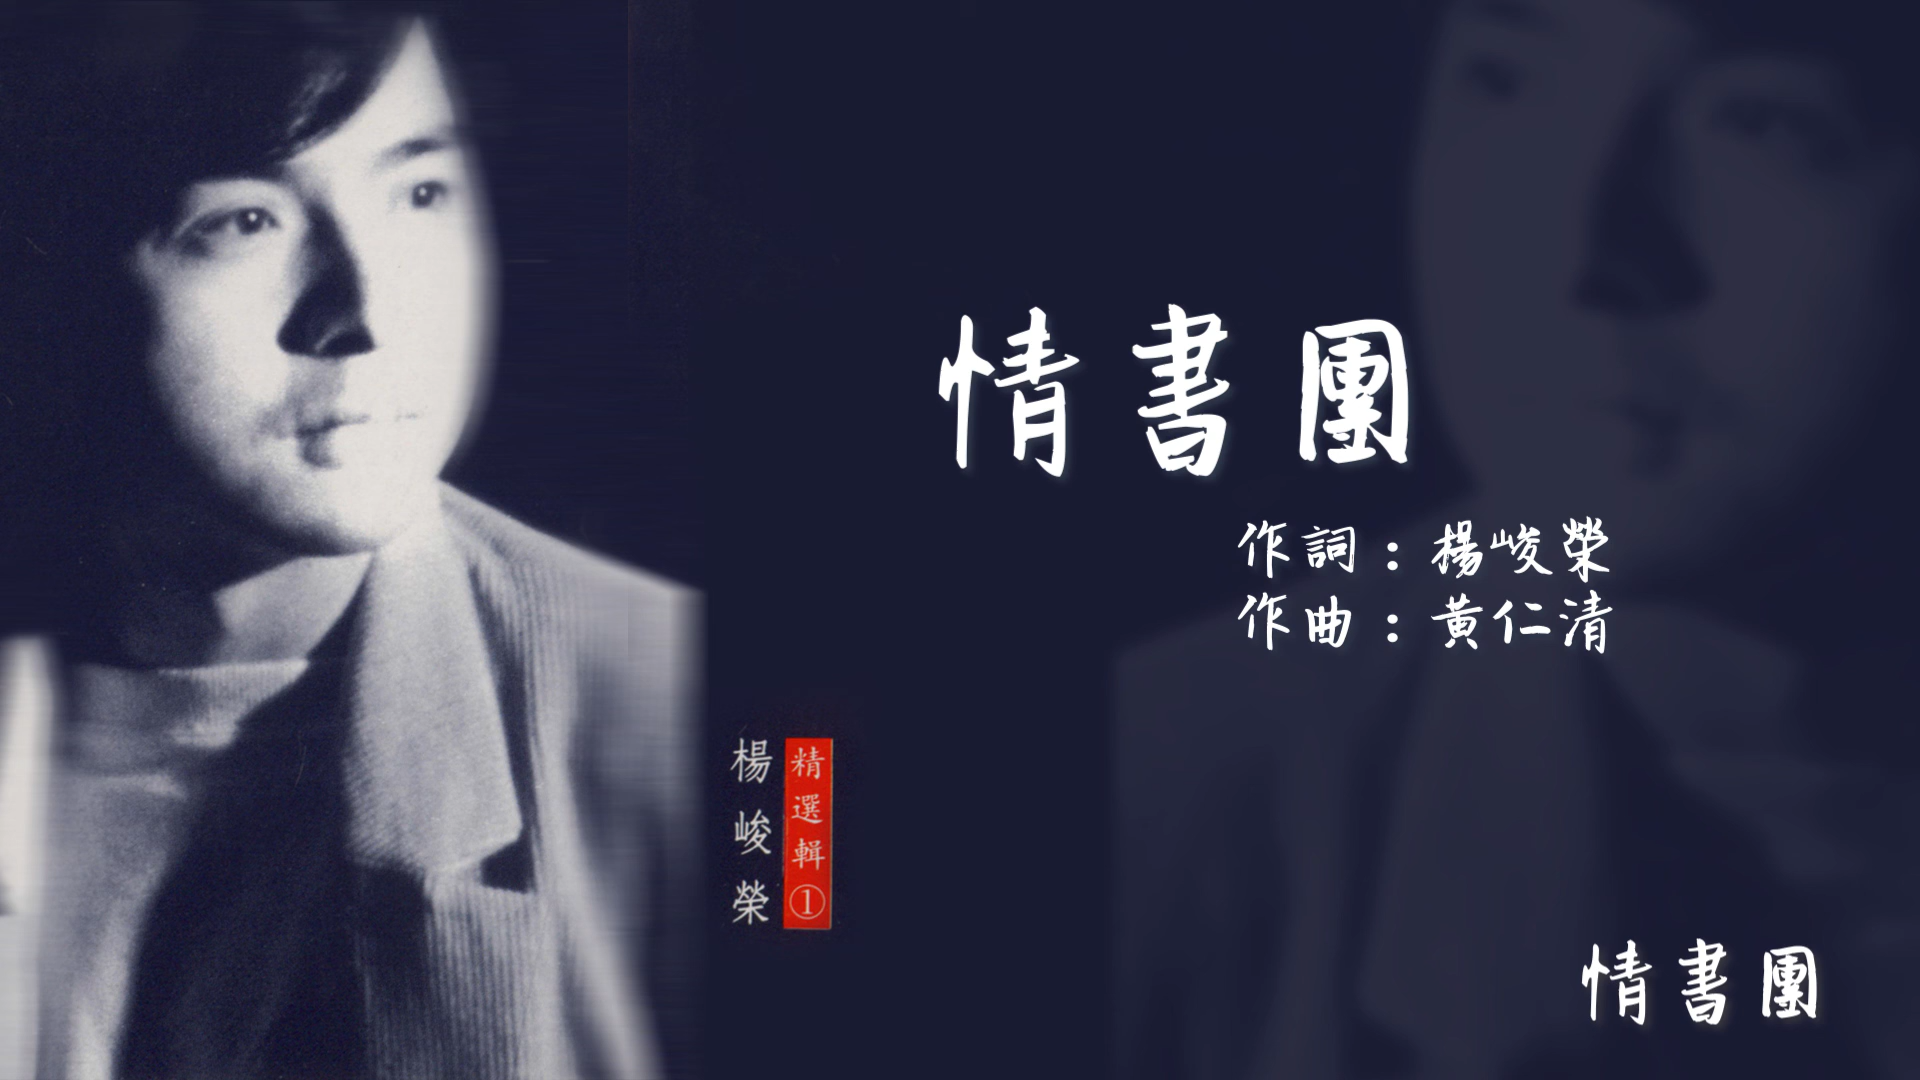 情書團
作詞：楊峻榮
作曲：黃仁清
楊峻榮
精選輯①
情書團